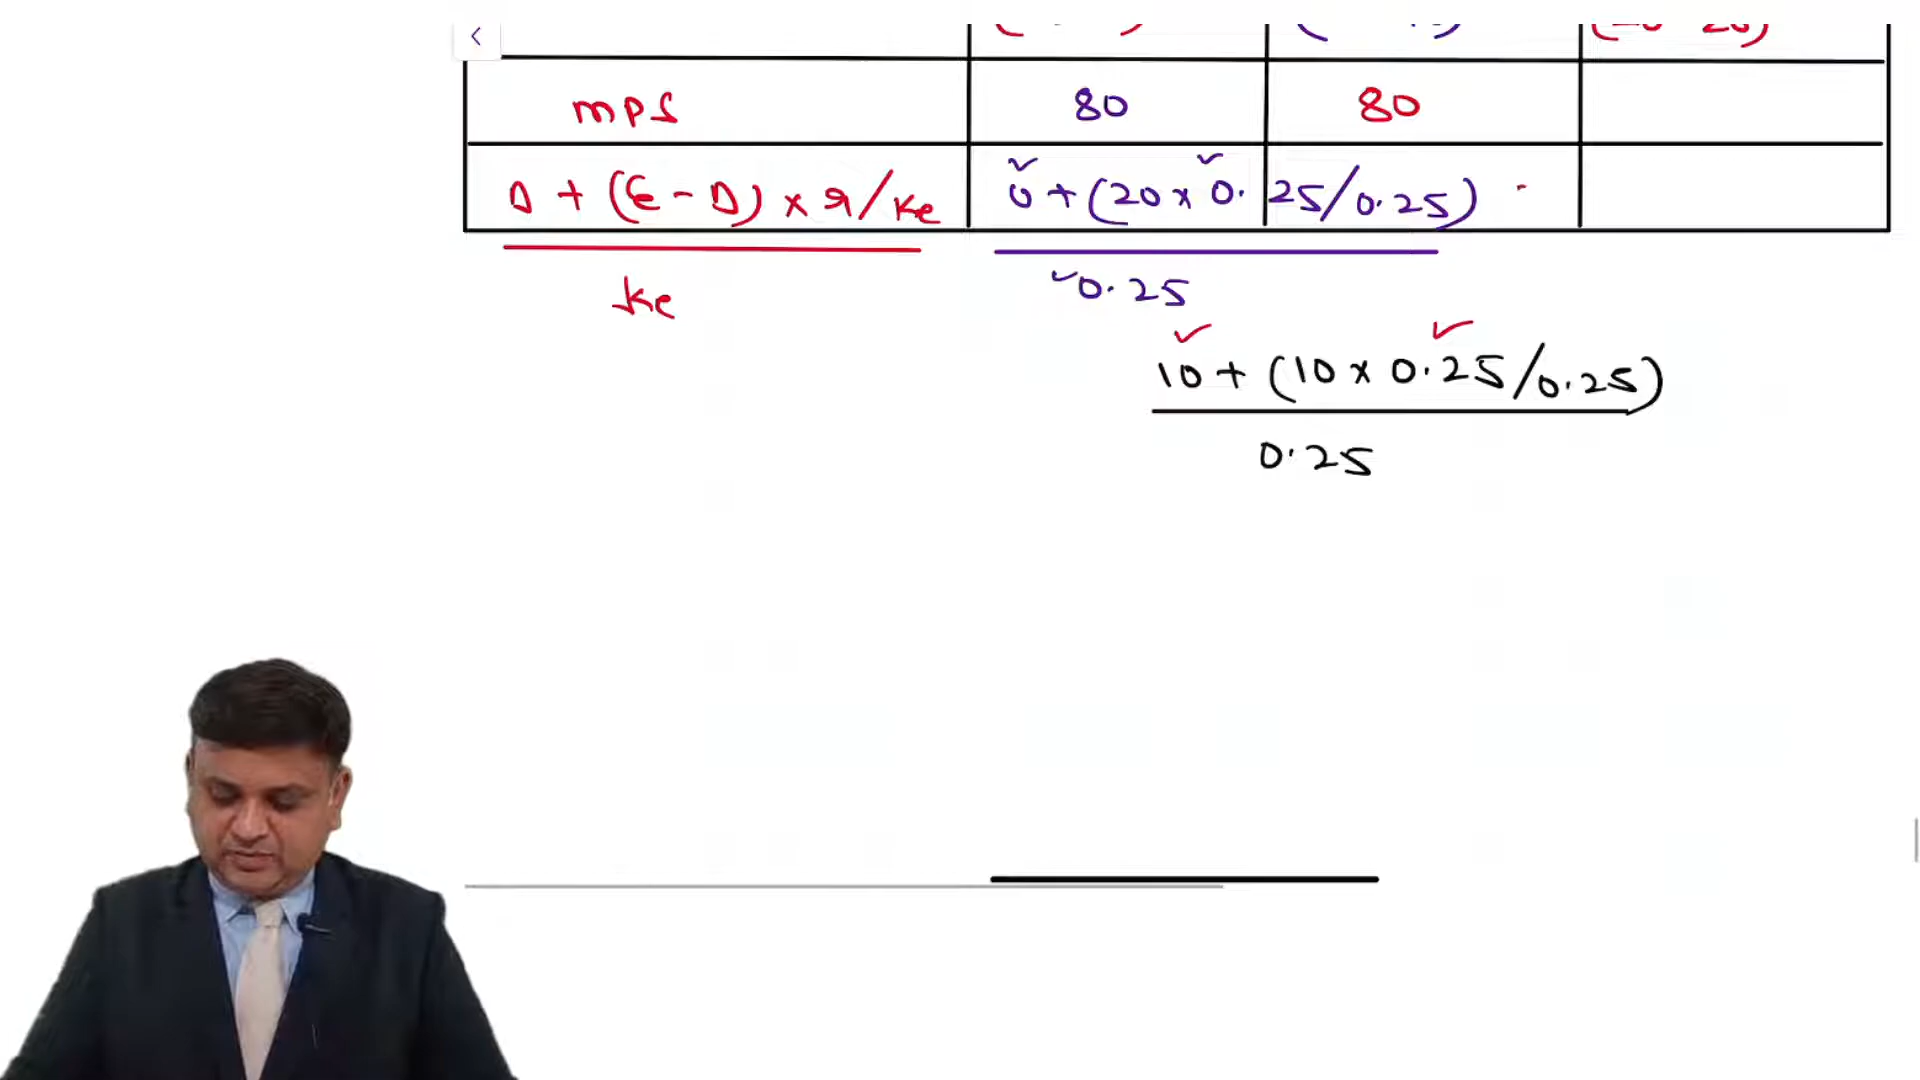 mps 80 80
D + (E - D) × r/ke 0 + (20 × 0.25/0.25)
ke 0.25
10 + (10 × 0.25/0.25)
0.25